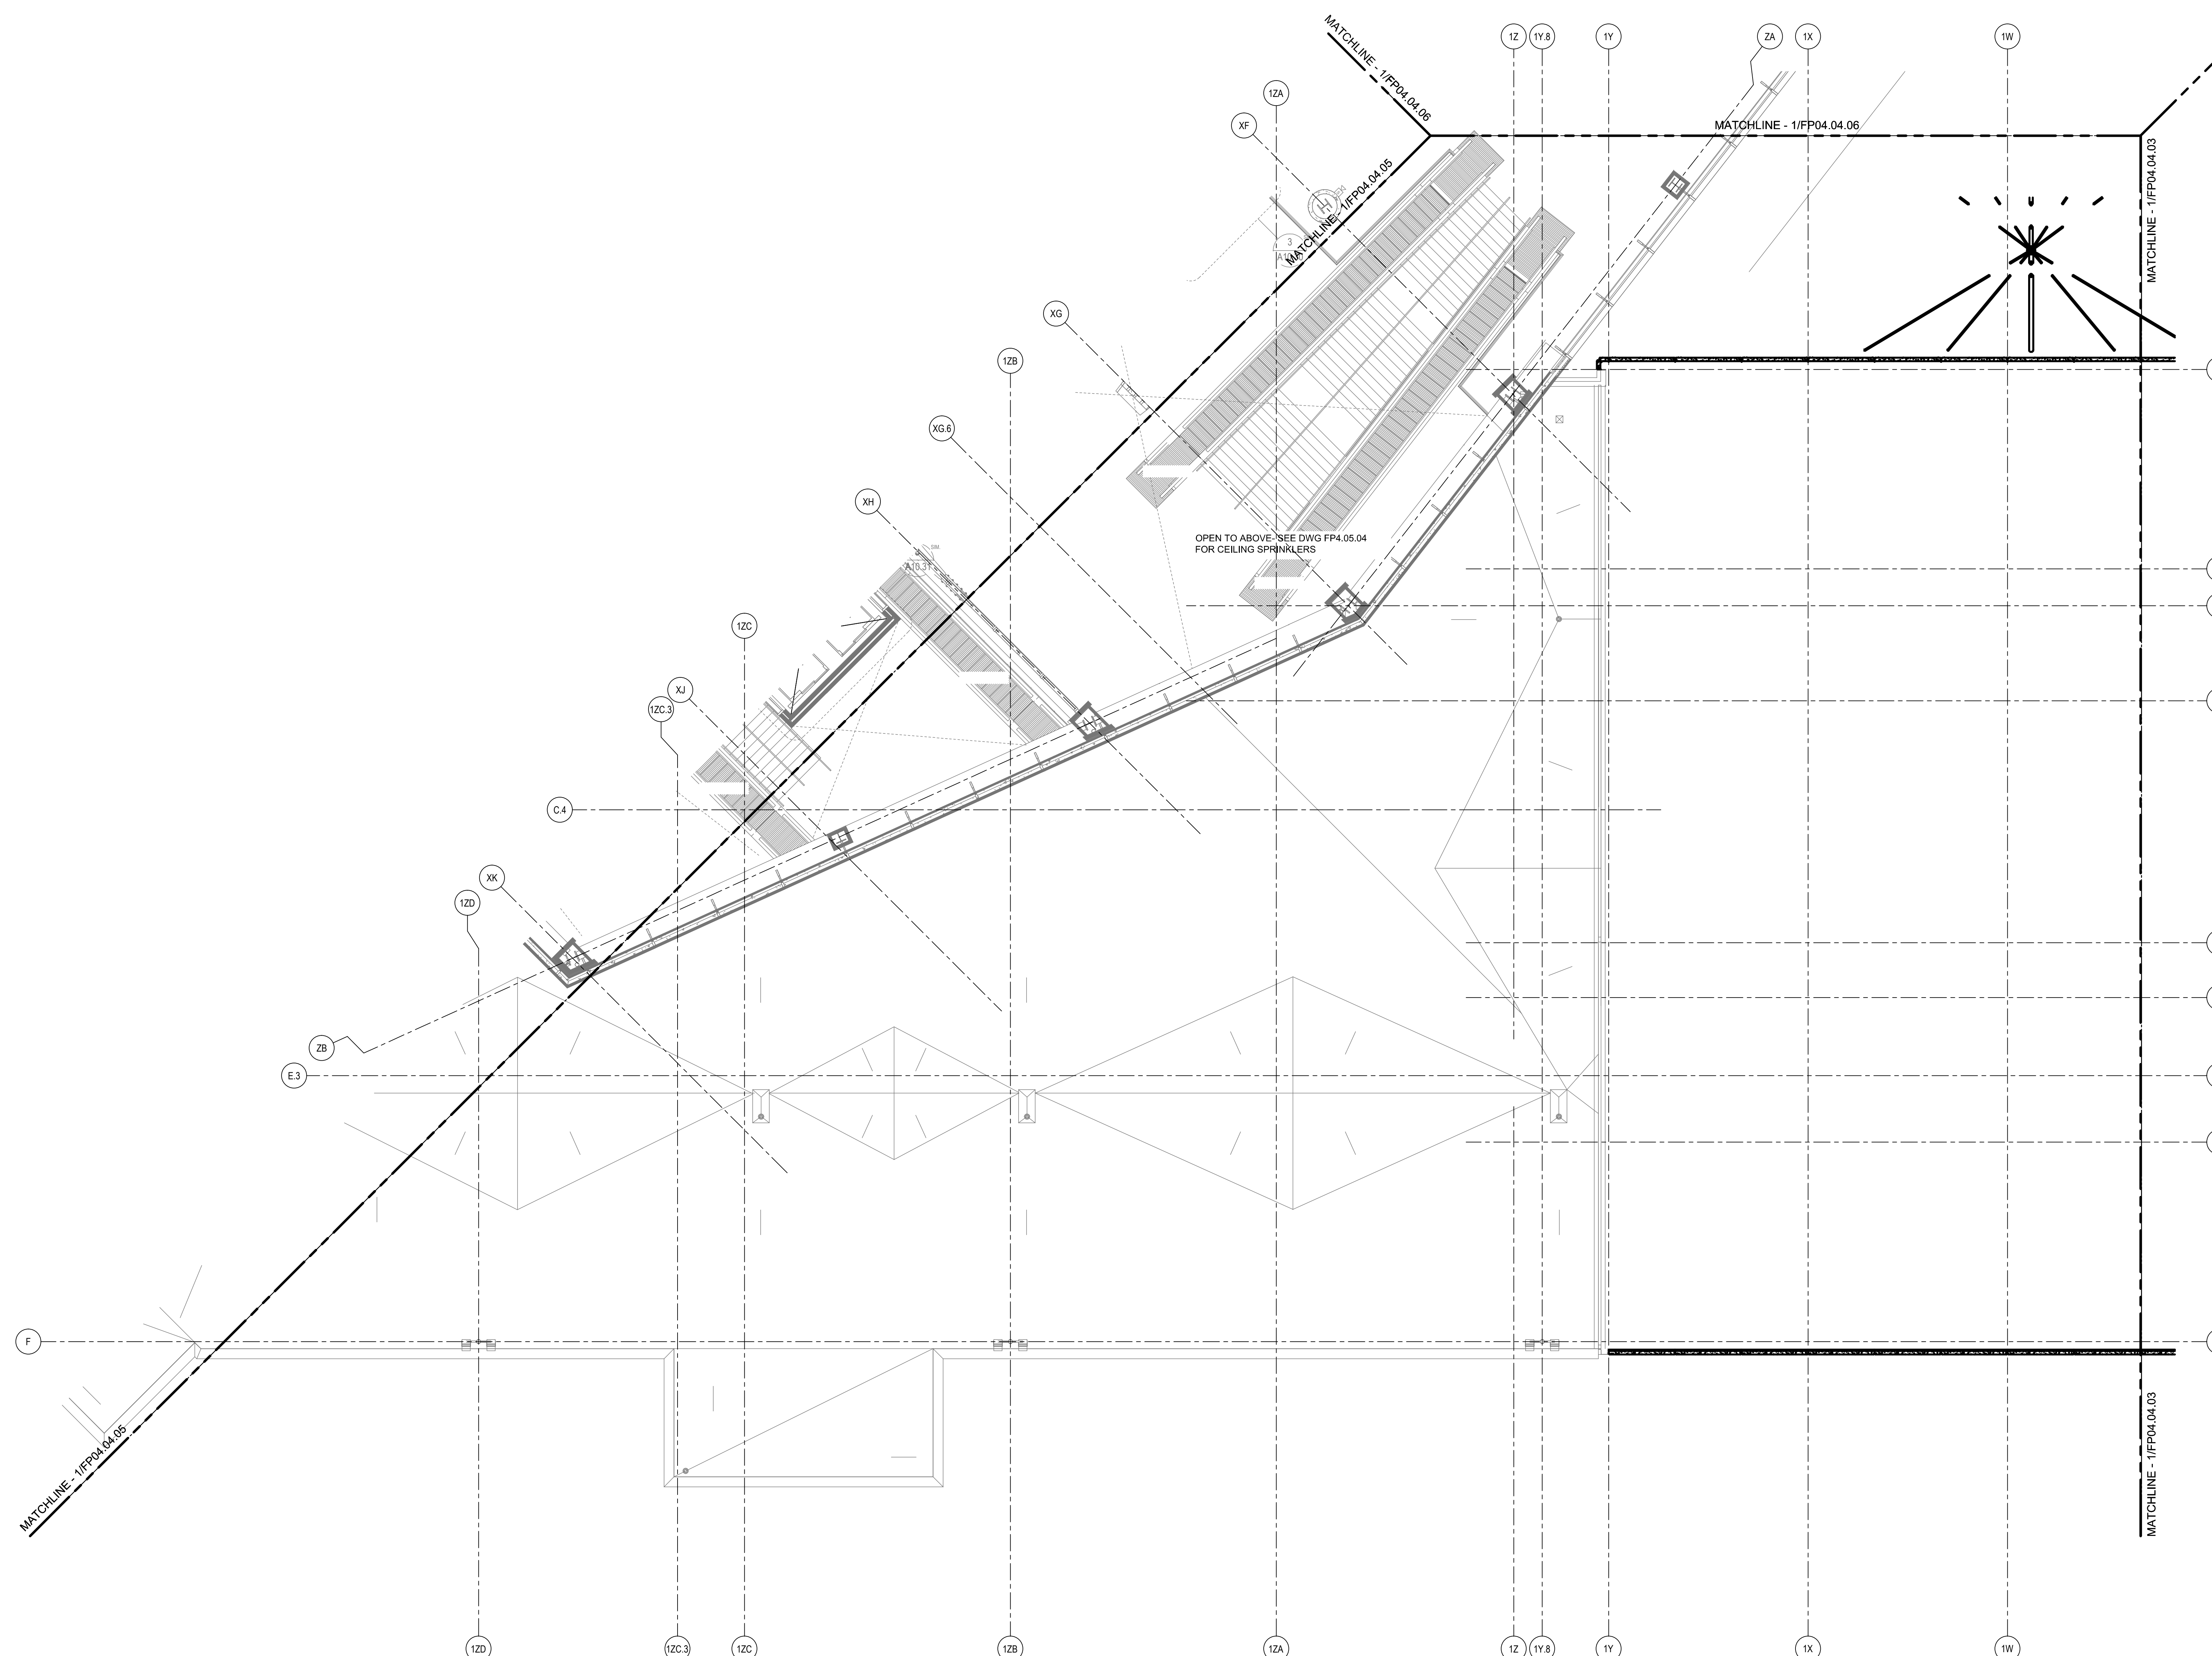 MATCHLINE - 1/FP04.04.06
1Z
1Y.8
1Y
ZA
1X
1W
1ZA
XF
MATCHLINE - 1/FP04.04.06
MATCHLINE - 1/FP04.04.03
MATCHLINE - 1/FP04.04.05
3
XG
1ZB
XG.6
XH
OPEN TO ABOVE- SEE DWG FP4.05.04
FOR CEILING SPRINKLERS
SIM.
A10.31
1ZC
XJ
1ZC.3
C.4
XK
1ZD
ZB
E.3
F
MATCHLINE - 1/FP04.04.05
MATCHLINE - 1/FP04.04.03
1ZD
1ZC.3
1ZC
1ZB
1ZA
1Z
1Y.8
1Y
1X
1W